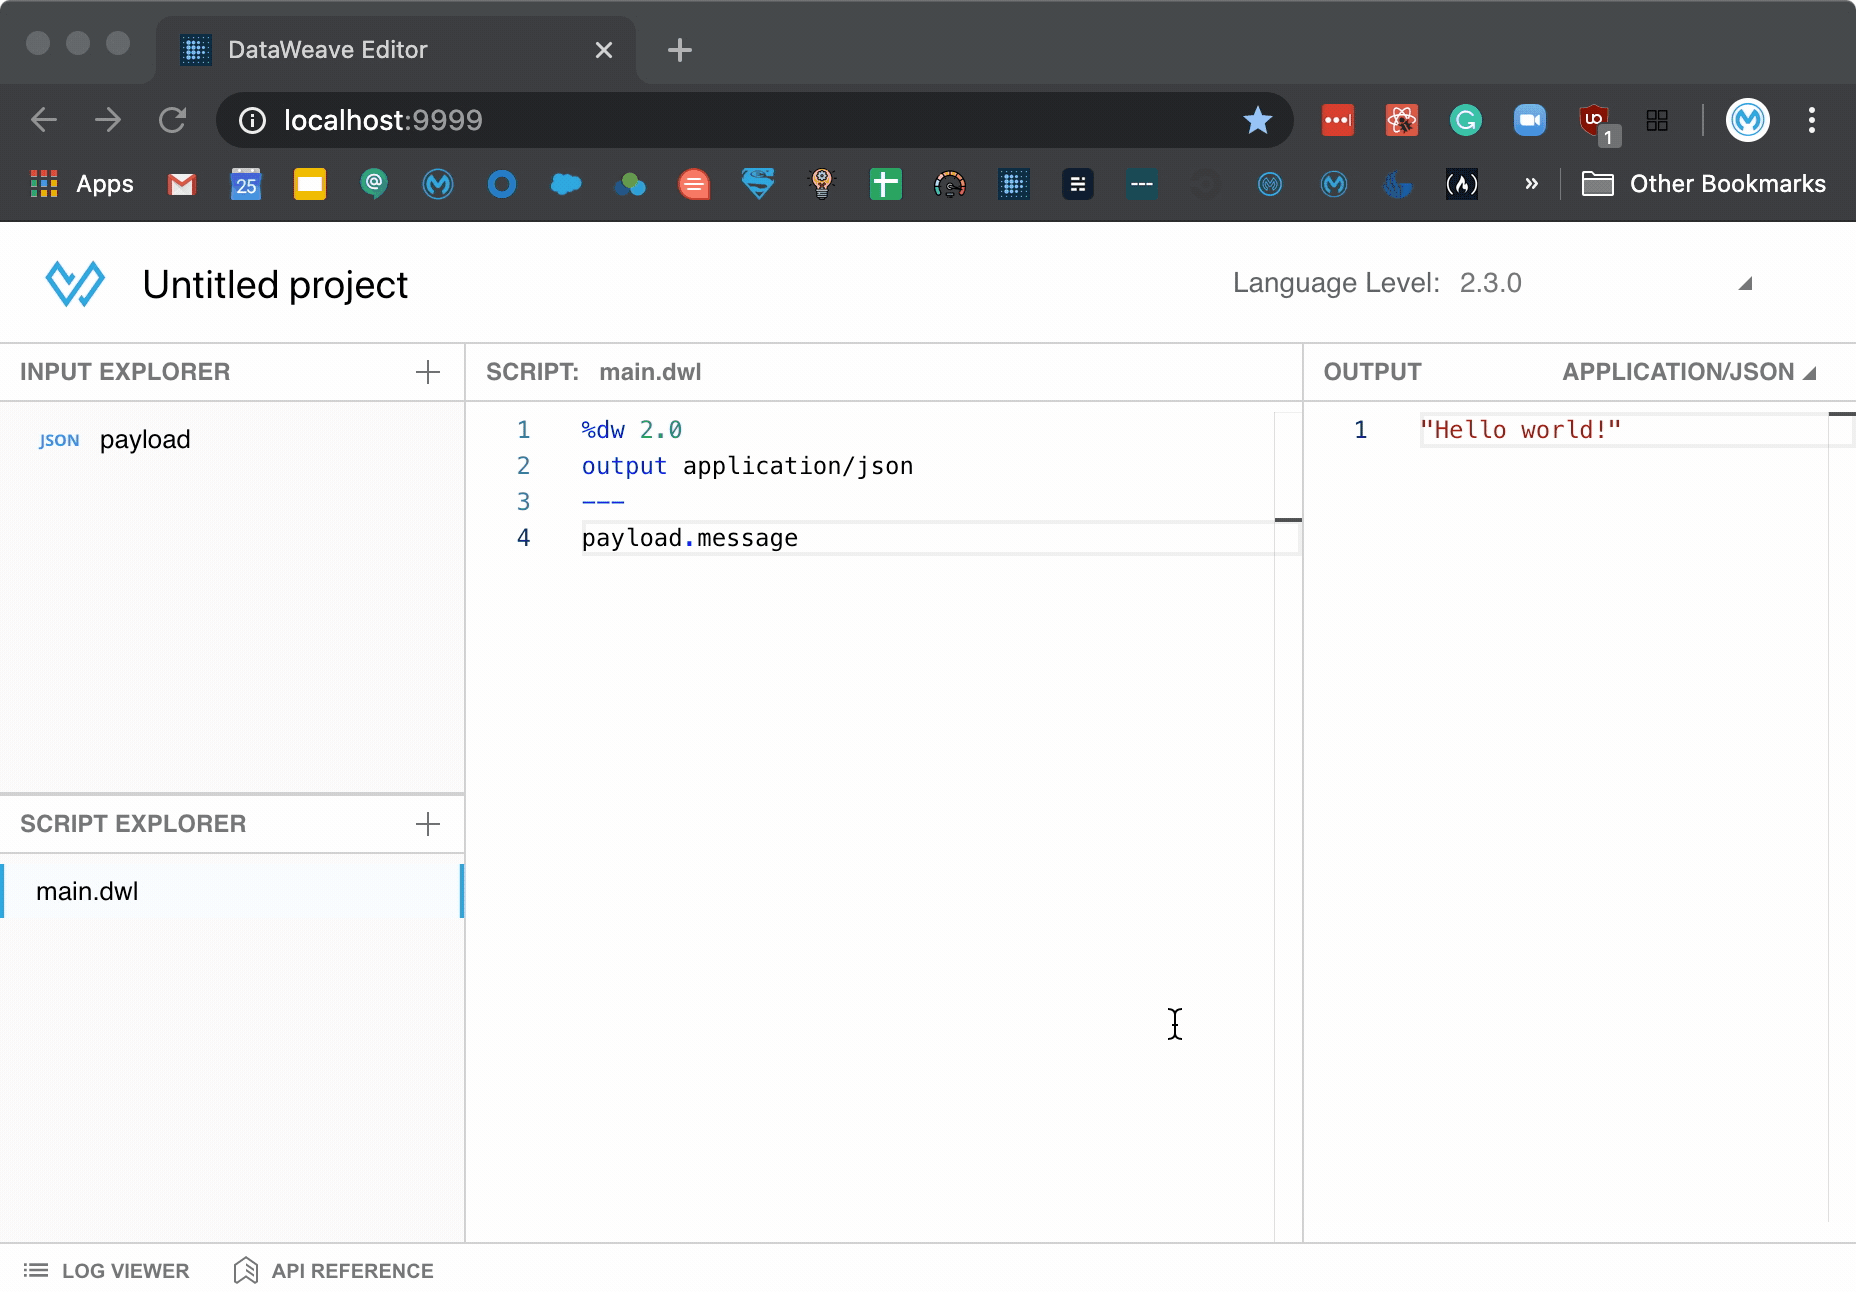 DataWeave Editor
localhost:9999
1
Apps
25
»
Other Bookmarks
Untitled project
Language Level: 2.3.0
INPUT EXPLORER
JSON payload
SCRIPT EXPLORER
main.dwl
SCRIPT: main.dwl
1 %dw 2.0
2 output application/json
3 ---
4 payload.message
OUTPUT APPLICATION/JSON
1 "Hello world!"
LOG VIEWER
API REFERENCE